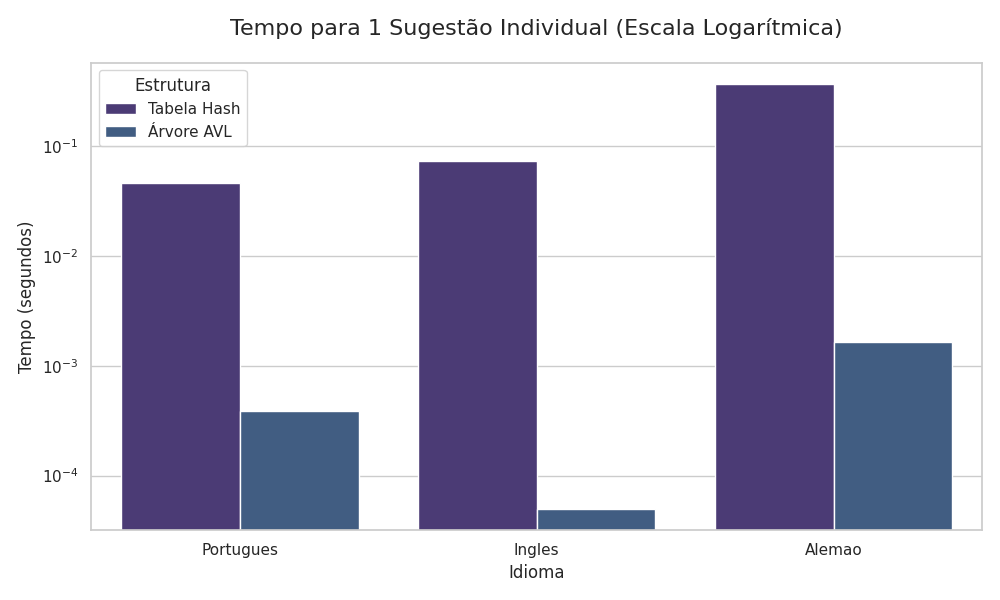 Tempo para 1 Sugestão Individual (Escala Logarítmica)
Estrutura
Tabela Hash
Árvore AVL
Tempo (segundos)
10⁻¹
10⁻²
10⁻³
10⁻⁴
Portugues
Ingles
Alemao
Idioma